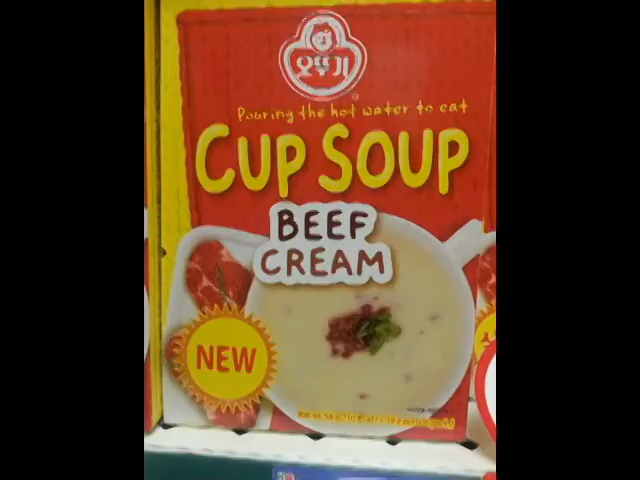 오뚜기
Pouring the hot water to eat
CUP SOUP
BEEF
CREAM
NEW